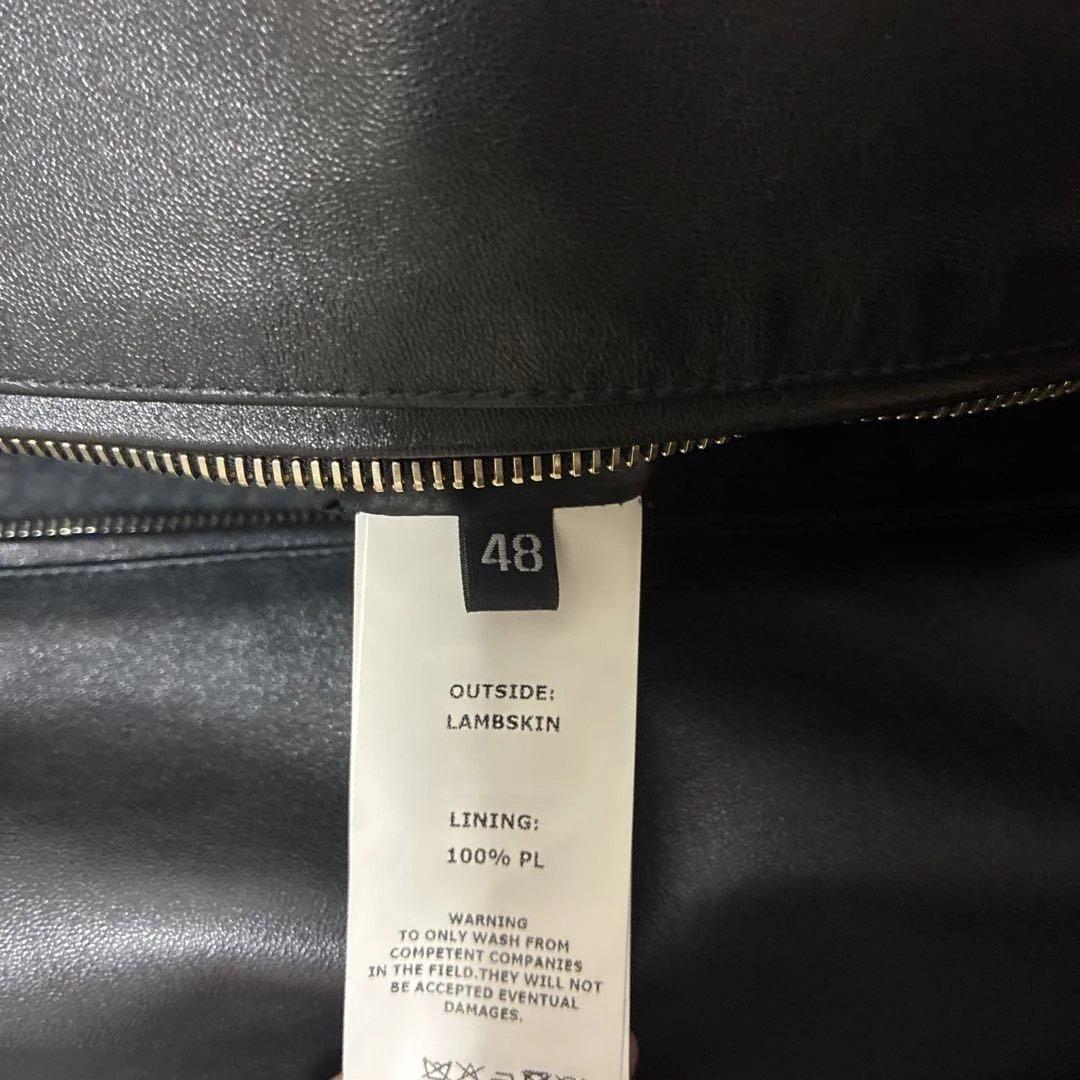 48
OUTSIDE:
LAMBSKIN
LINING:
100% PL
WARNING
TO ONLY WASH FROM
COMPETENT COMPANIES
IN THE FIELD.THEY WILL NOT
BE ACCEPTED EVENTUAL
DAMAGES.